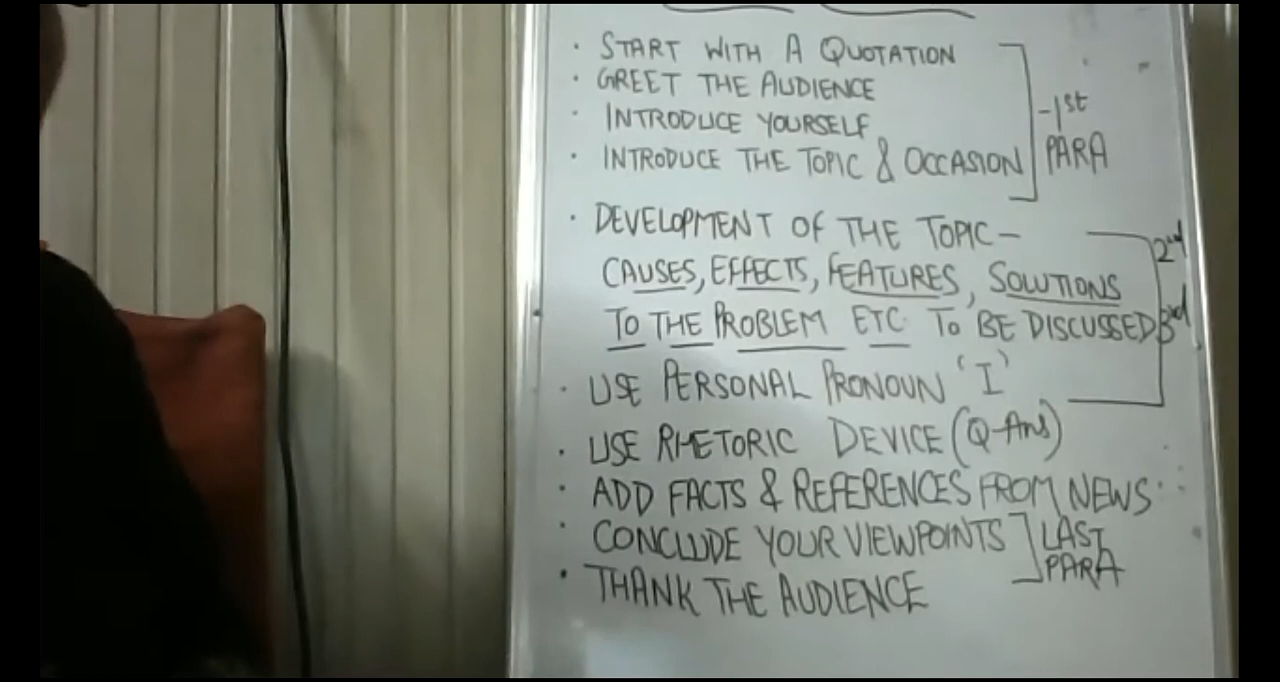 · START WITH A QUOTATION
· GREET THE AUDIENCE
· INTRODUCE YOURSELF
· INTRODUCE THE TOPIC & OCCASION
-1st
PARA
· DEVELOPMENT OF THE TOPIC –
CAUSES, EFFECTS, FEATURES, SOLUTIONS
TO THE PROBLEM ETC. TO BE DISCUSSED
· USE PERSONAL PRONOUN 'I'
2nd
3rd
· USE RHETORIC DEVICE (Q-Ans)
· ADD FACTS & REFERENCES FROM NEWS
· CONCLUDE YOUR VIEWPOINTS
· THANK THE AUDIENCE
LAST
PARA